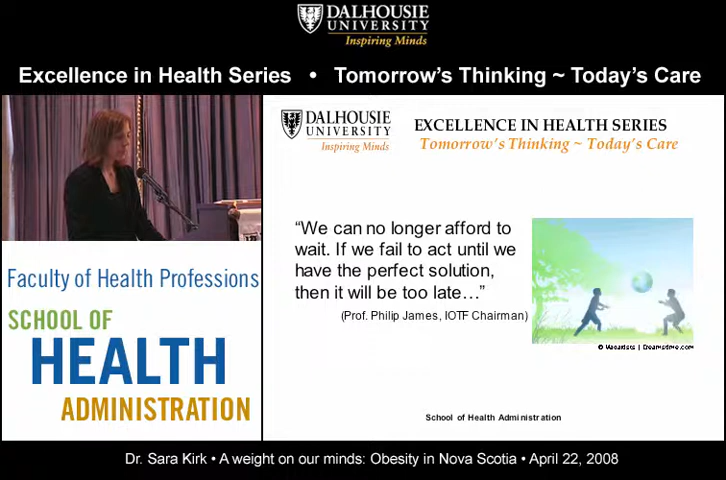 DALHOUSIE
UNIVERSITY
Inspiring Minds
Excellence in Health Series • Tomorrow's Thinking ~ Today's Care
DALHOUSIE
UNIVERSITY
Inspiring Minds
EXCELLENCE IN HEALTH SERIES
Tomorrow's Thinking ~ Today's Care
“We can no longer afford to
wait. If we fail to act until we
have the perfect solution,
then it will be too late…”
(Prof. Philip James, IOTF Chairman)
© Vacarists | Dreamstime.com
School of Health Administration
Faculty of Health Professions
SCHOOL OF
HEALTH
ADMINISTRATION
Dr. Sara Kirk • A weight on our minds: Obesity in Nova Scotia • April 22, 2008